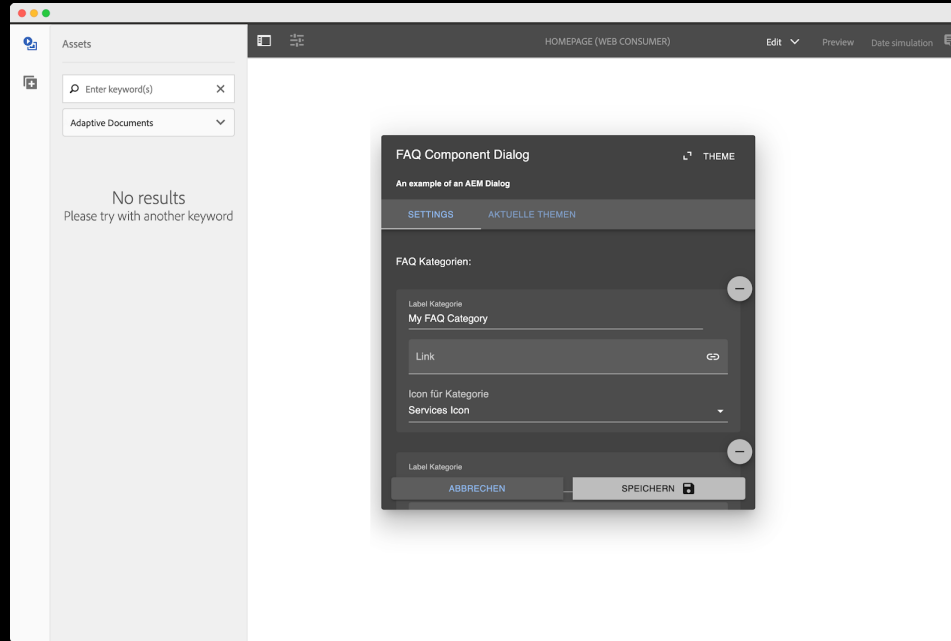 Assets
HOMEPAGE (WEB CONSUMER)
Edit
Preview
Date simulation
Enter keyword(s)
Adaptive Documents
No results
Please try with another keyword
FAQ Component Dialog
THEME
An example of an AEM Dialog
SETTINGS
AKTUELLE THEMEN
FAQ Kategorien:
Label Kategorie
My FAQ Category
Link
Icon für Kategorie
Services Icon
Label Kategorie
ABBRECHEN
SPEICHERN